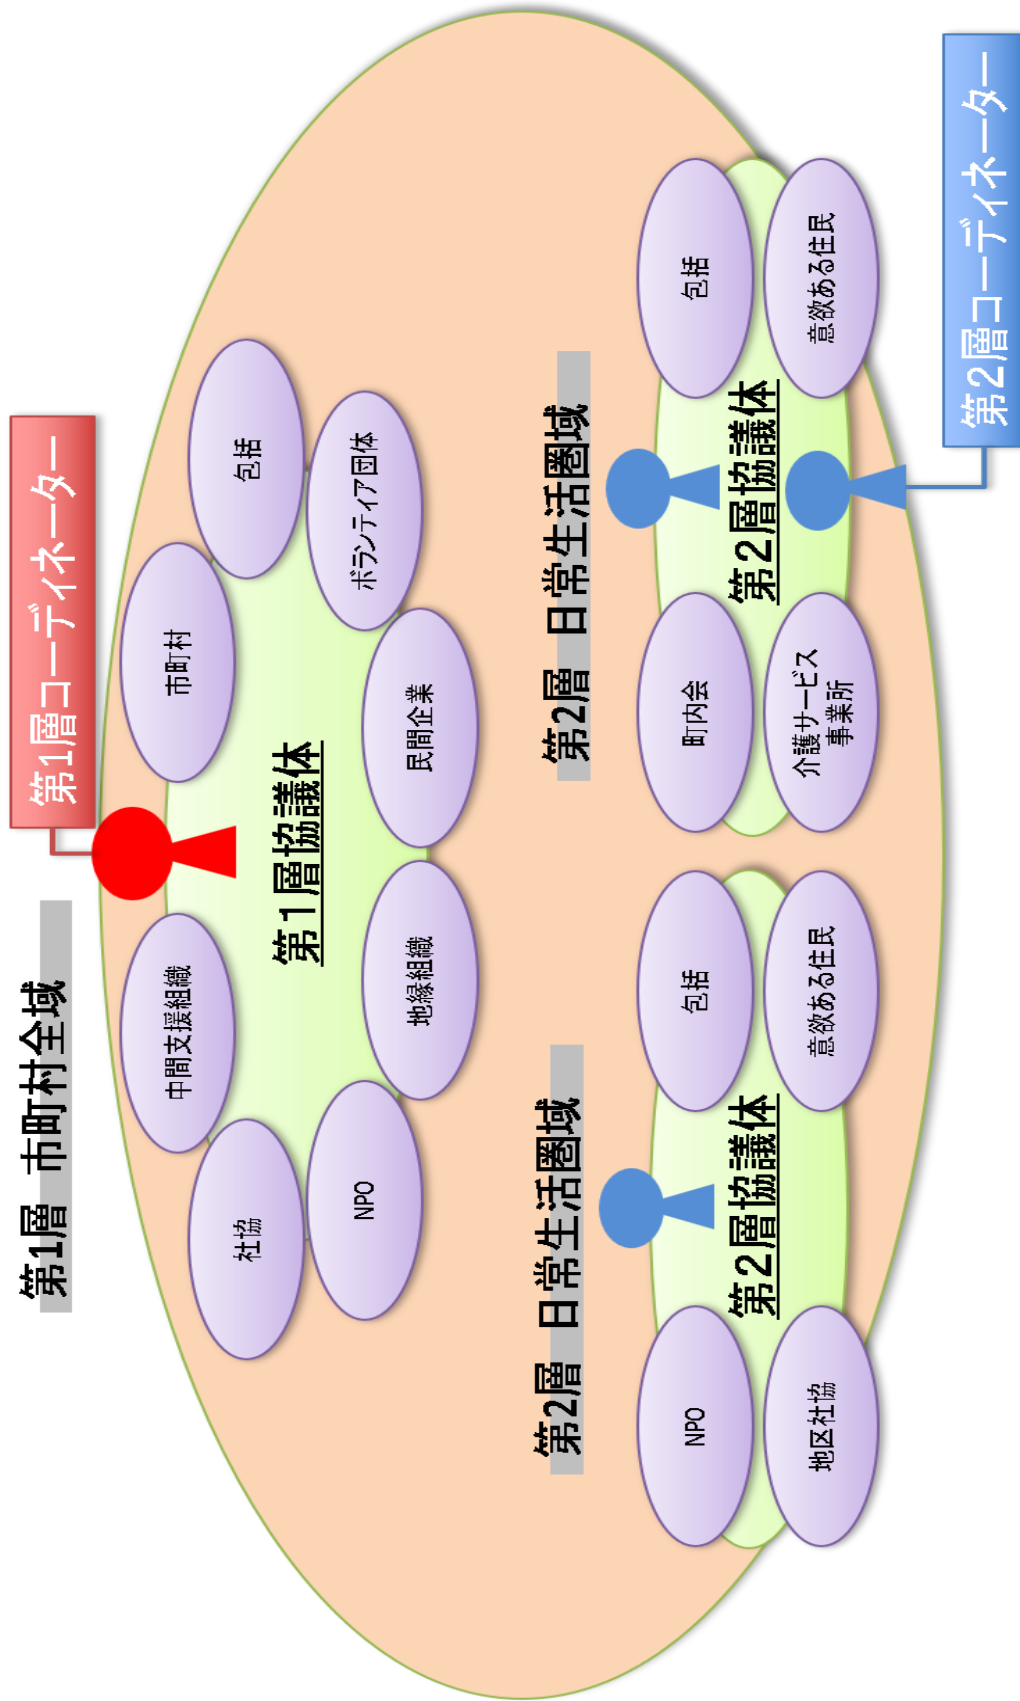 第1層 市町村全域
第1層コーディネーター
中間支援組織
市町村
社協
包括
第1層協議体
NPO
ボランティア団体
地縁組織
民間企業
第2層 日常生活圏域
NPO
包括
第2層協議体
地区社協
意欲ある住民
第2層 日常生活圏域
町内会
包括
第2層協議体
介護サービス
事業所
意欲ある住民
第2層コーディネーター